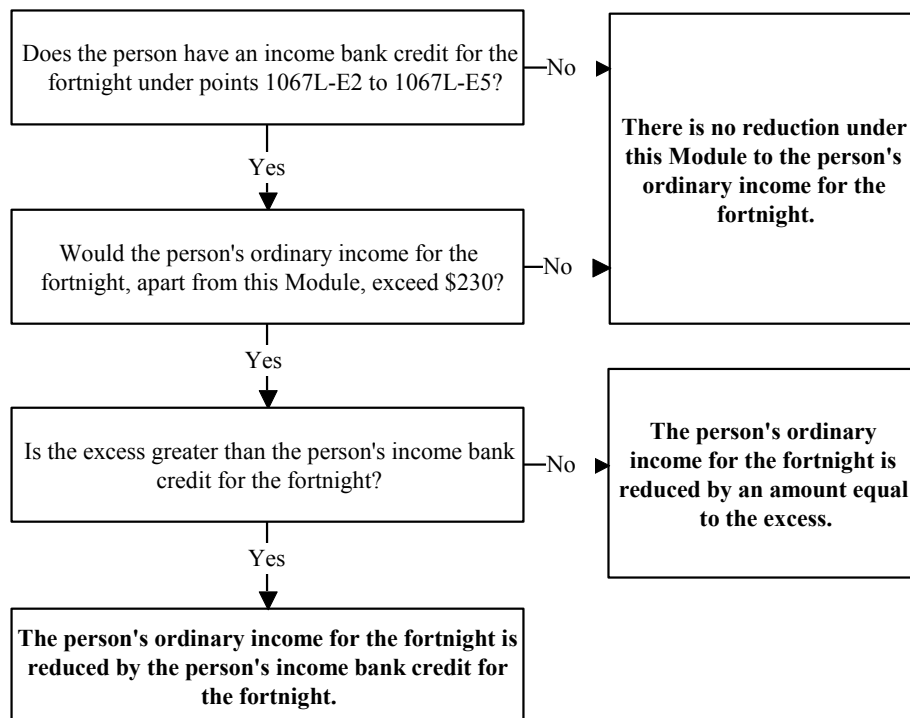 Does the person have an income bank credit for the
fortnight under points 1067L-E2 to 1067L-E5?
No
There is no reduction under
this Module to the person's
ordinary income for the
fortnight.
Yes
Would the person's ordinary income for the
fortnight, apart from this Module, exceed $230?
No
Yes
Is the excess greater than the person's income bank
credit for the fortnight?
No
The person's ordinary
income for the fortnight is
reduced by an amount equal
to the excess.
Yes
The person's ordinary income for the fortnight is
reduced by the person's income bank credit for
the fortnight.